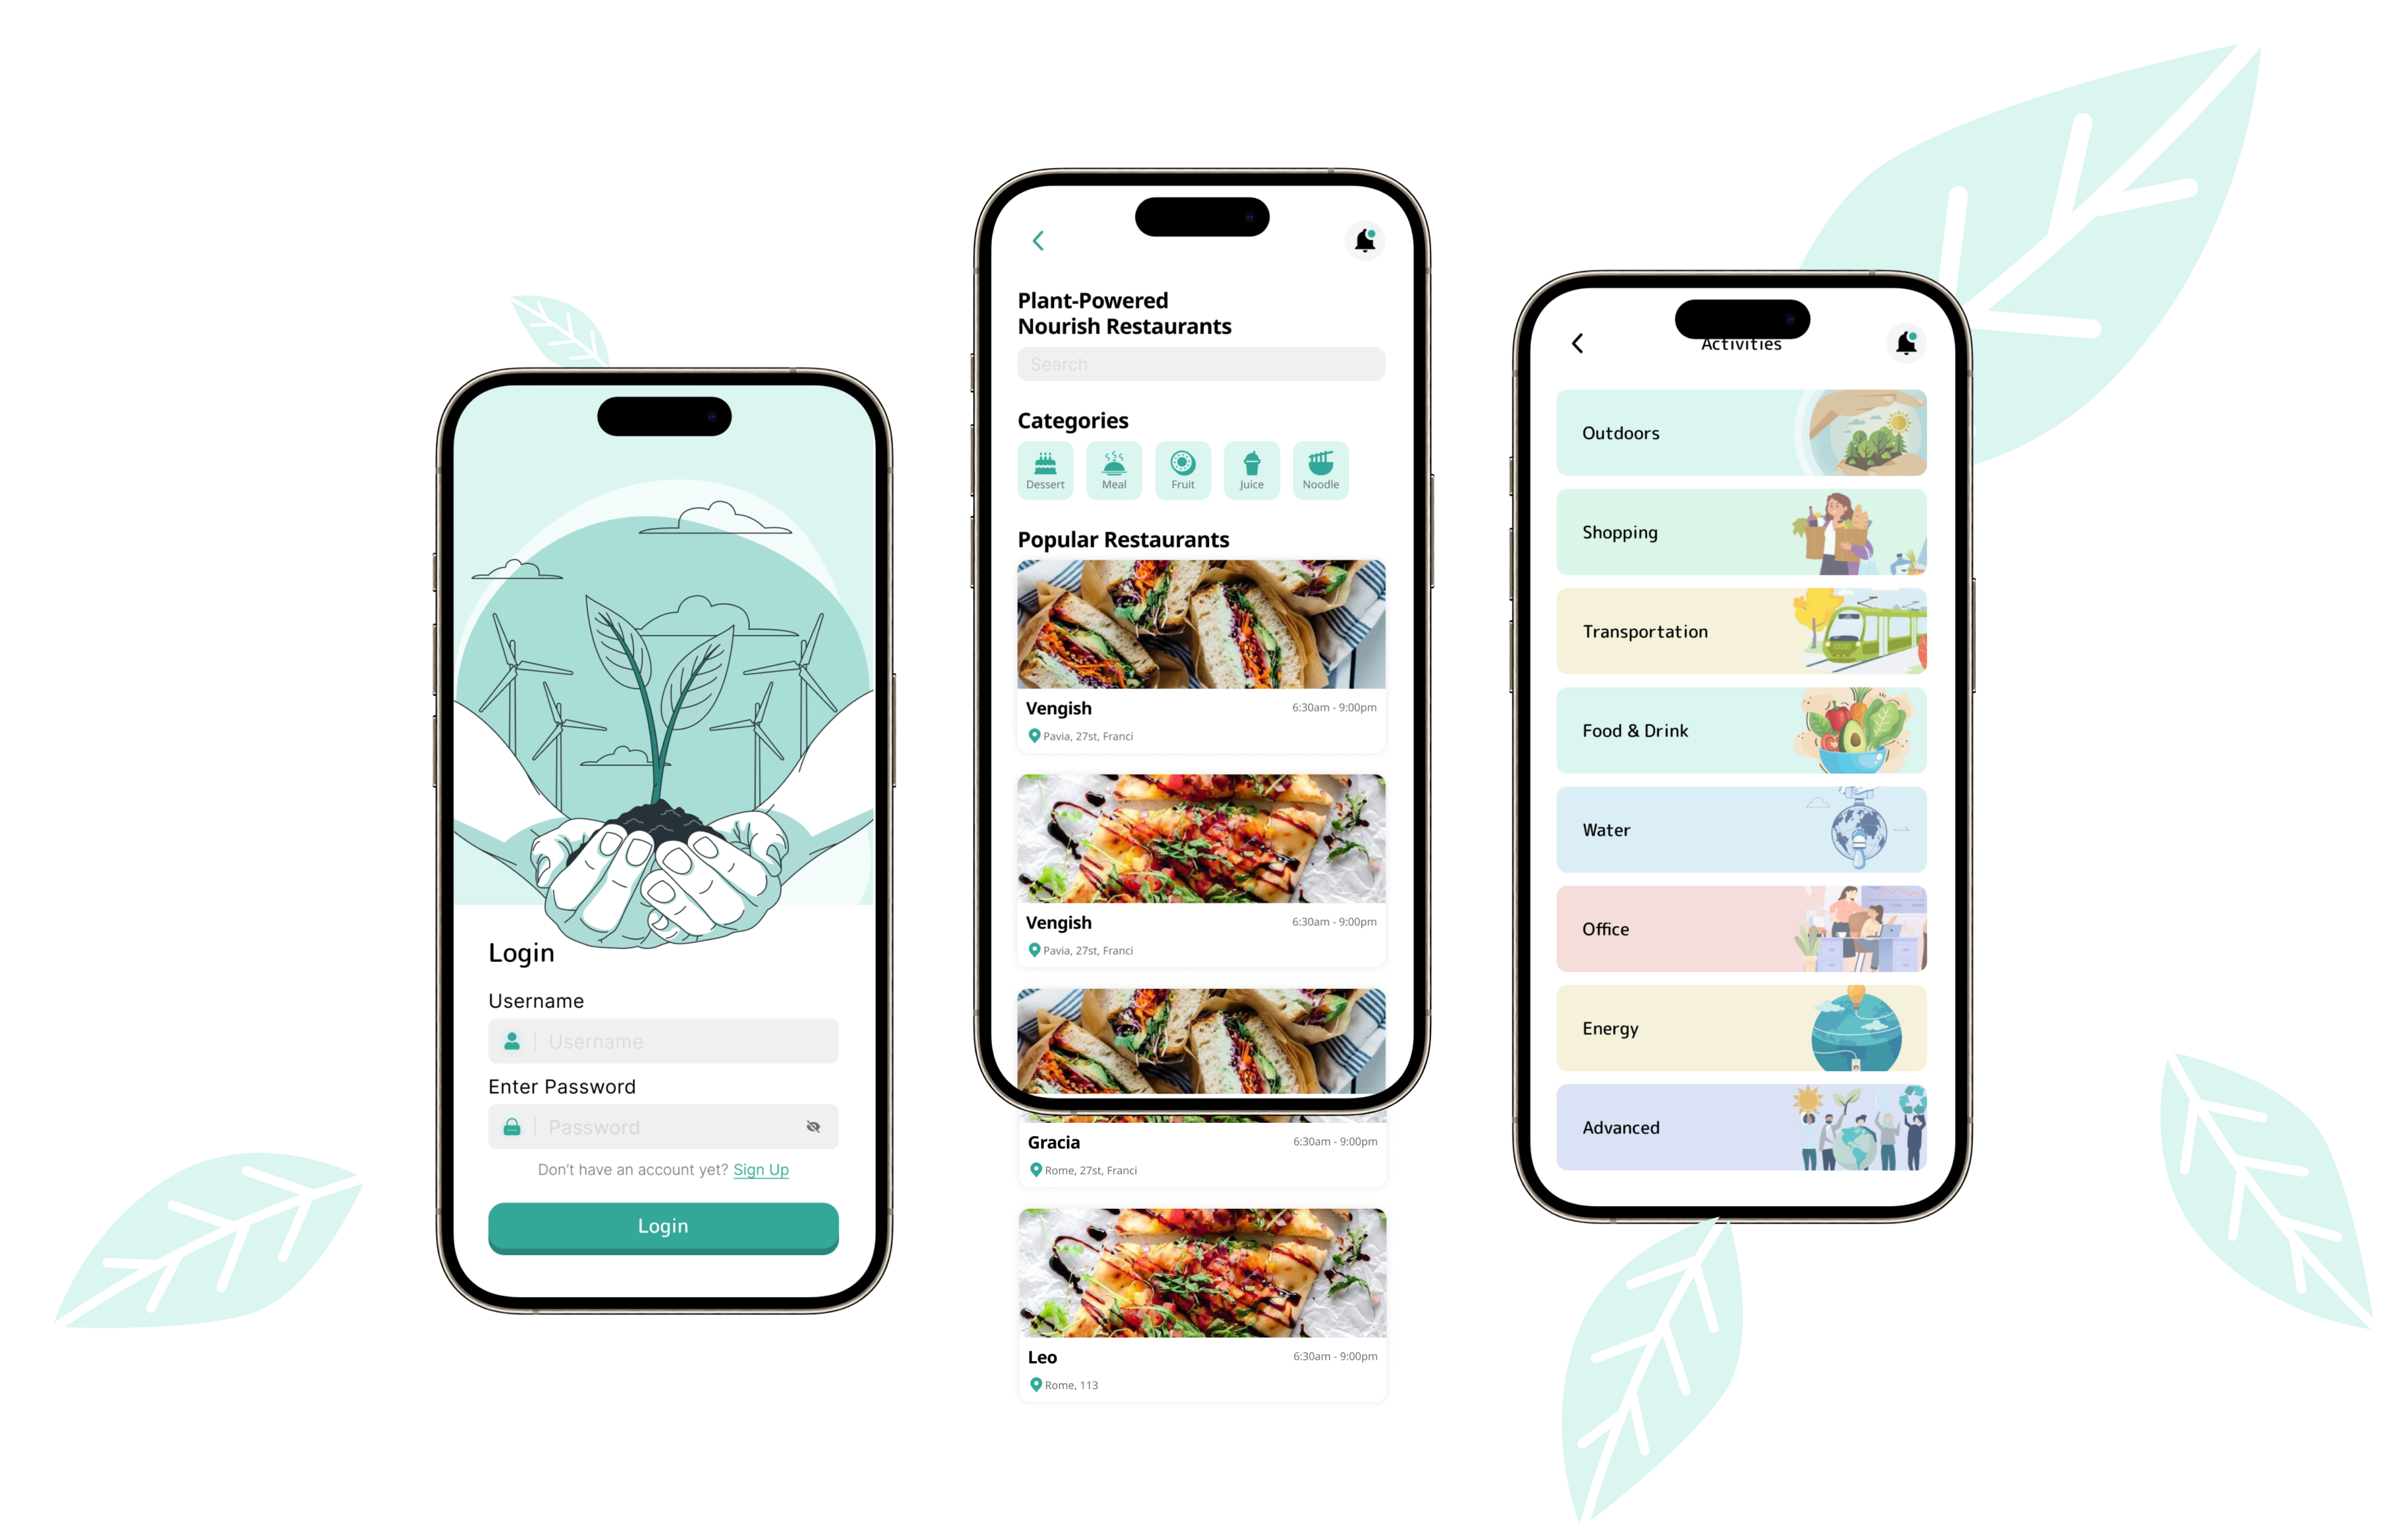 Login
Username
Username
Enter Password
Password
Don't have an account yet? Sign Up
Login
Plant-Powered
Nourish Restaurants
Search
Categories
Dessert Meal Fruit Juice Noodle
Popular Restaurants
Vengish 6:30am - 9:00pm
Pavia, 27st, Franci
Vengish 6:30am - 9:00pm
Pavia, 27st, Franci
Gracia 6:30am - 9:00pm
Rome, 27st, Franci
Leo 6:30am - 9:00pm
Rome, 113
Activities
Outdoors
Shopping
Transportation
Food & Drink
Water
Office
Energy
Advanced